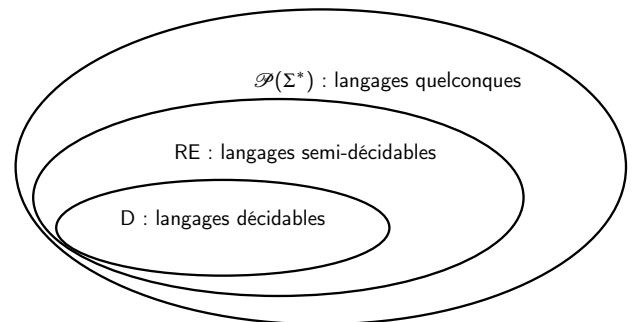 𝒫(Σ*) : langages quelconques
RE : langages semi-décidables
D : langages décidables